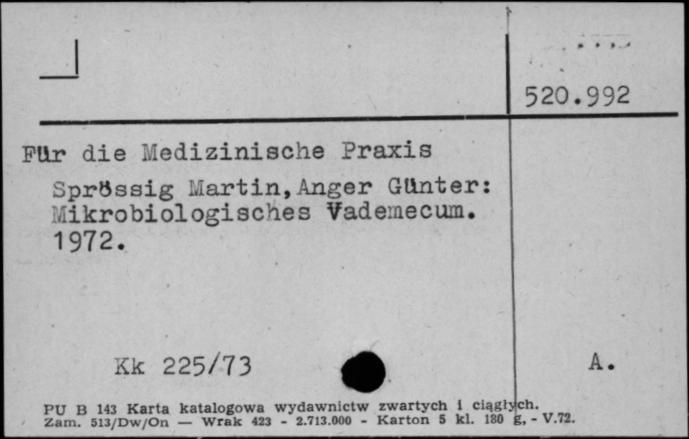 520.992
Für die Medizinische Praxis
Sprössig Martin, Anger Günter:
Mikrobiologisches Vademecum.
1972.
Kk 225/73
A.
PU B 143 Karta katalogowa wydawnictw zwartych i ciągłych.
Zam. 513/Dw/On — Wrak 423 - 2.713.000 - Karton 5 kl. 180 g, - V.72.